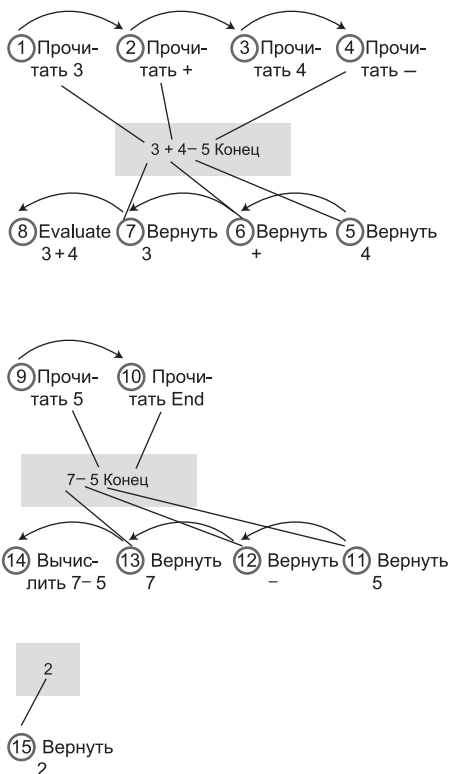 1 Прочи- 2 Прочи- 3 Прочи- 4 Прочи-
тать 3 тать + тать 4 тать –
3 + 4– 5 Конец
8 Evaluate 7 Вернуть 6 Вернуть 5 Вернуть
3+4 3 + 4
9 Прочи- 10 Прочи-
тать 5 тать End
7– 5 Конец
14 Вычис- 13 Вернуть 12 Вернуть 11 Вернуть
лить 7– 5 7 – 5
2
15 Вернуть
2